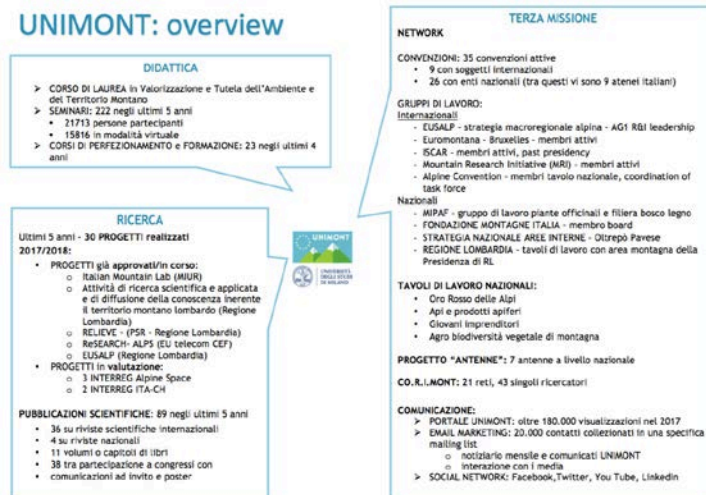 UNIMONT: overview
DIDATTICA
➢ CORSO DI LAUREA in Valorizzazione e Tutela dell'Ambiente e
del Territorio Montano
➢ SEMINARI: 222 negli ultimi 5 anni
• 21713 persone partecipanti
• 15816 in modalità virtuale
➢ CORSI DI PERFEZIONAMENTO e FORMAZIONE: 23 negli ultimi 4
anni
RICERCA
Ultimi 5 anni - 30 PROGETTI realizzati
2017/2018:
• PROGETTI già approvati/in corso:
o Italian Mountain Lab (MIUR)
o Attività di ricerca scientifica e applicata
e di diffusione della conoscenza inerente
il territorio montano lombardo (Regione
Lombardia)
o RELIEVE - (PSR - Regione Lombardia)
o ReSEARCH- ALPS (EU telecom CEF)
o EUSALP (Regione Lombardia)
• PROGETTI in valutazione:
o 3 INTERREG Alpine Space
o 2 INTERREG ITA-CH
PUBBLICAZIONI SCIENTIFICHE: 89 negli ultimi 5 anni
• 36 su riviste scientifiche internazionali
• 4 su riviste nazionali
• 11 volumi o capitoli di libri
• 38 tra partecipazione a congressi con
• comunicazioni ad invito e poster
UNIMONT
UNIVERSITÀ
DEGLI STUDI
DI MILANO
TERZA MISSIONE
NETWORK
CONVENZIONI: 35 convenzioni attive
• 9 con soggetti internazionali
• 26 con enti nazionali (tra questi vi sono 9 atenei italiani)
GRUPPI DI LAVORO:
Internazionali
- EUSALP - strategia macroregionale alpina - AG1 R&I leadership
- Euromontana - Bruxelles - membri attivi
- ISCAR - membri attivi, past presidency
- Mountain Research Initiative (MRI) - membri attivi
- Alpine Convention - membri tavolo nazionale, coordination of
task force
Nazionali
- MIPAF - gruppo di lavoro piante officinali e filiera bosco legno
- FONDAZIONE MONTAGNE ITALIA - membro board
- STRATEGIA NAZIONALE AREE INTERNE - Oltrepò Pavese
- REGIONE LOMBARDIA - tavoli di lavoro con area montagna della
Presidenza di RL
TAVOLI DI LAVORO NAZIONALI:
• Oro Rosso delle Alpi
• Api e prodotti apiferi
• Giovani imprenditori
• Agro biodiversità vegetale di montagna
PROGETTO "ANTENNE": 7 antenne a livello nazionale
CO.R.I.MONT: 21 reti, 43 singoli ricercatori
COMUNICAZIONE:
➢ PORTALE UNIMONT: oltre 180.000 visualizzazioni nel 2017
➢ EMAIL MARKETING: 20.000 contatti collezionati in una specifica
mailing list
o notiziario mensile e comunicati UNIMONT
o interazione con i media
➢ SOCIAL NETWORK: Facebook,Twitter, You Tube, Linkedin